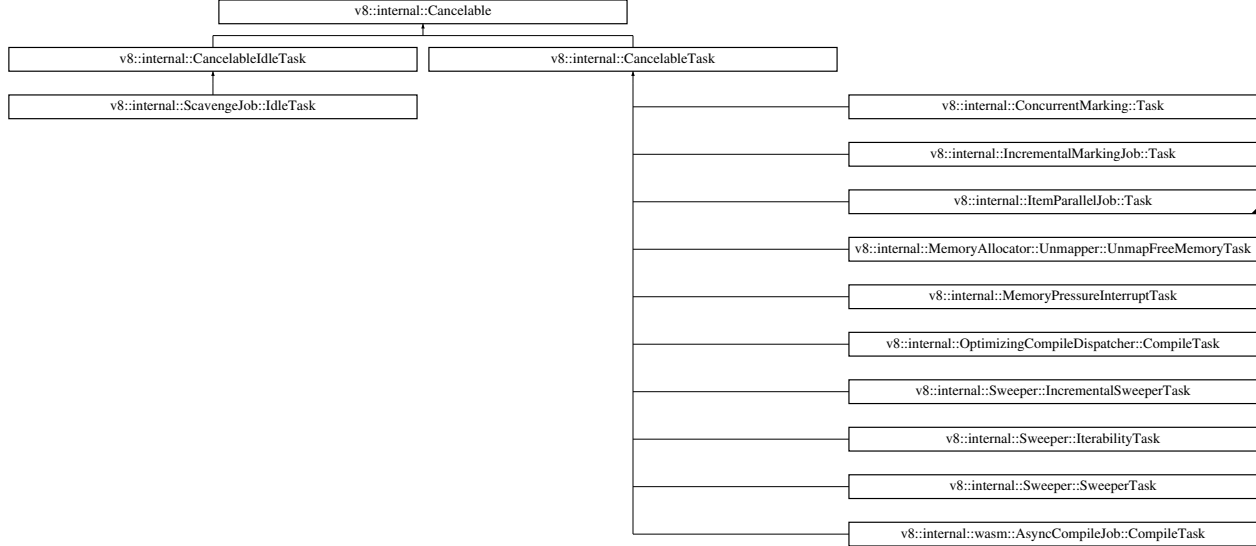 v8::internal::Cancelable
v8::internal::CancelableIdleTask
v8::internal::CancelableTask
v8::internal::ScavengeJob::IdleTask
v8::internal::ConcurrentMarking::Task
v8::internal::IncrementalMarkingJob::Task
v8::internal::ItemParallelJob::Task
v8::internal::MemoryAllocator::Unmapper::UnmapFreeMemoryTask
v8::internal::MemoryPressureInterruptTask
v8::internal::OptimizingCompileDispatcher::CompileTask
v8::internal::Sweeper::IncrementalSweeperTask
v8::internal::Sweeper::IterabilityTask
v8::internal::Sweeper::SweeperTask
v8::internal::wasm::AsyncCompileJob::CompileTask